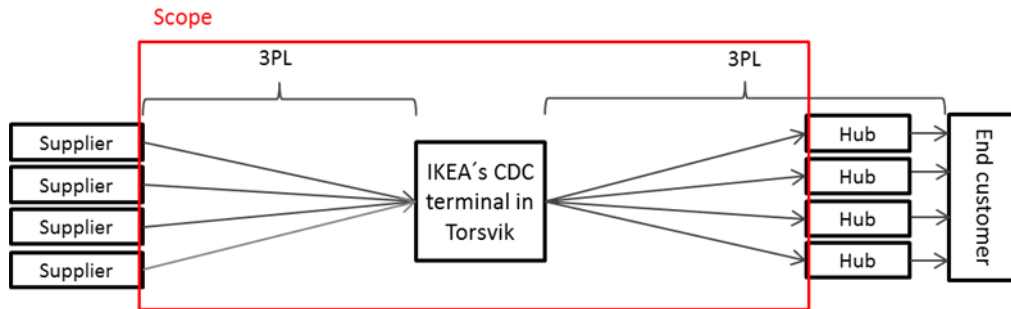 Scope
3PL
3PL
Supplier
Supplier
Supplier
Supplier
IKEA´s CDC
terminal in
Torsvik
Hub
Hub
Hub
Hub
End customer